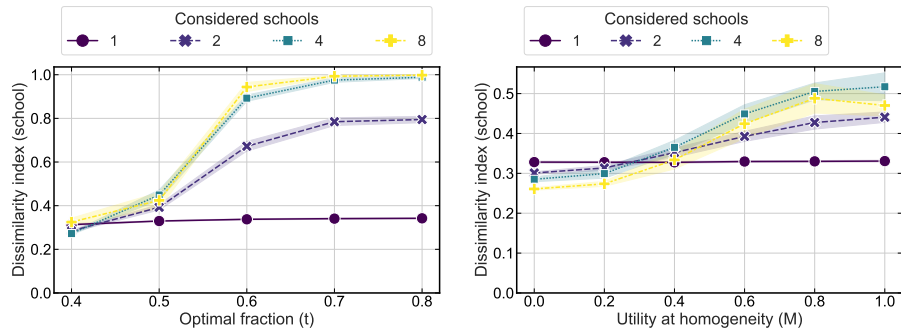 Considered schools
1 2 4 8
Dissimilarity index (school)
1.0
0.8
0.6
0.4
0.2
0.0
0.4 0.5 0.6 0.7 0.8
Optimal fraction (t)
Considered schools
1 2 4 8
Dissimilarity index (school)
0.5
0.4
0.3
0.2
0.1
0.0
0.0 0.2 0.4 0.6 0.8 1.0
Utility at homogeneity (M)